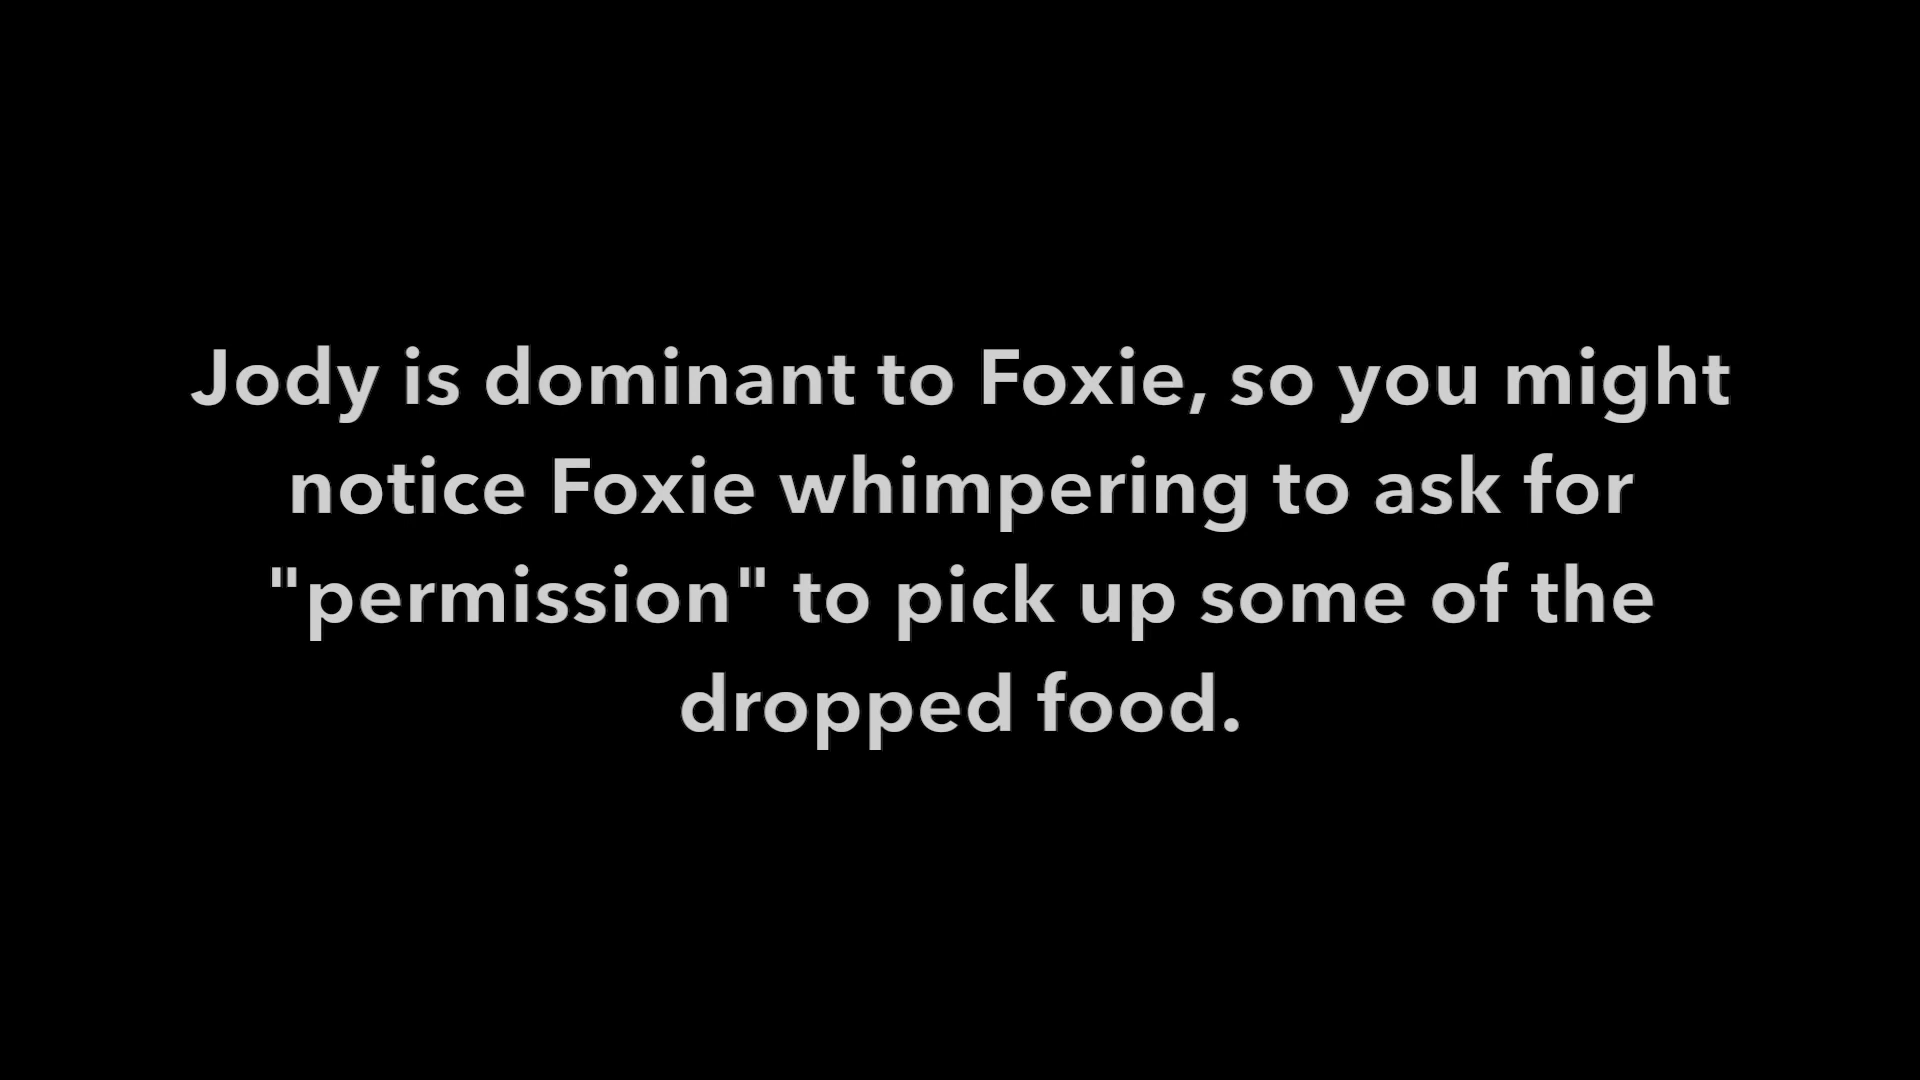 Jody is dominant to Foxie, so you might
notice Foxie whimpering to ask for
"permission" to pick up some of the
dropped food.